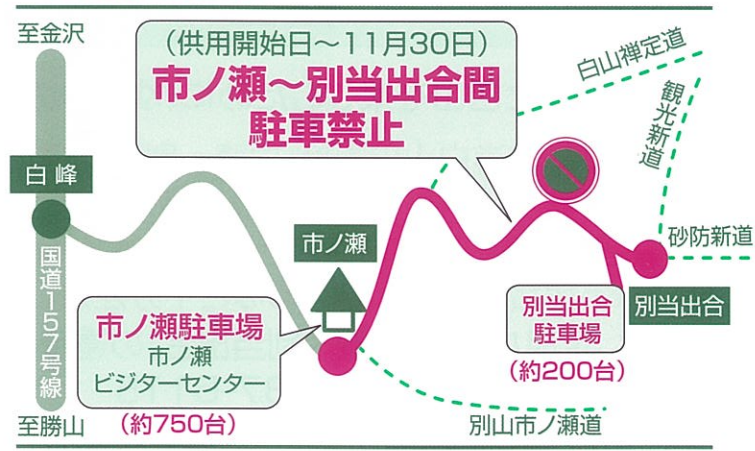 至金沢
(供用開始日〜11月30日)
市ノ瀬〜別当出合間
駐車禁止
白山禅定道
観光新道
白峰
市ノ瀬
砂防新道
国道157号線
市ノ瀬駐車場
市ノ瀬
ビジターセンター
(約750台)
別当出合
駐車場
(約200台)
別当出合
至勝山
別山市ノ瀬道